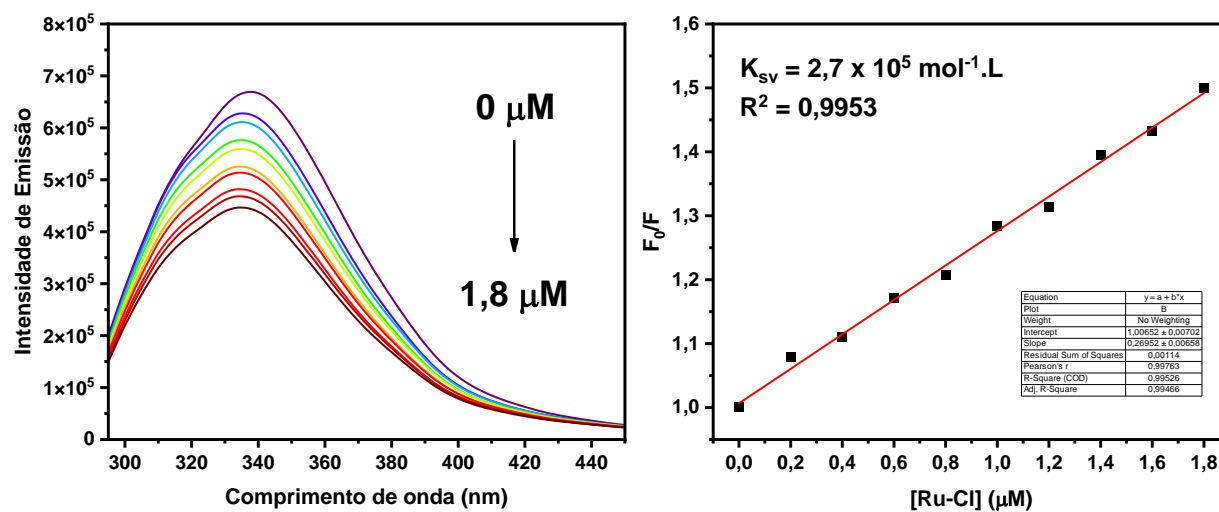 8×10⁵
7×10⁵
6×10⁵
5×10⁵
4×10⁵
3×10⁵
2×10⁵
1×10⁵
0
Intensidade de Emissão
0 μM
1,8 μM
300 320 340 360 380 400 420 440
Comprimento de onda (nm)
1,6
1,5
1,4
1,3
1,2
1,1
1,0
F₀/F
Kₛᵥ = 2,7 x 10⁵ mol⁻¹.L
R² = 0,9953
Equation y = a + b*x
Plot B
Weight No Weighting
Intercept 1,00652 ± 0,00702
Slope 0,26952 ± 0,00658
Residual Sum of Squares 0,00114
Pearson's r 0,99763
R-Square (COD) 0,99526
Adj. R-Square 0,99466
0,0 0,2 0,4 0,6 0,8 1,0 1,2 1,4 1,6 1,8
[Ru-Cl] (μM)